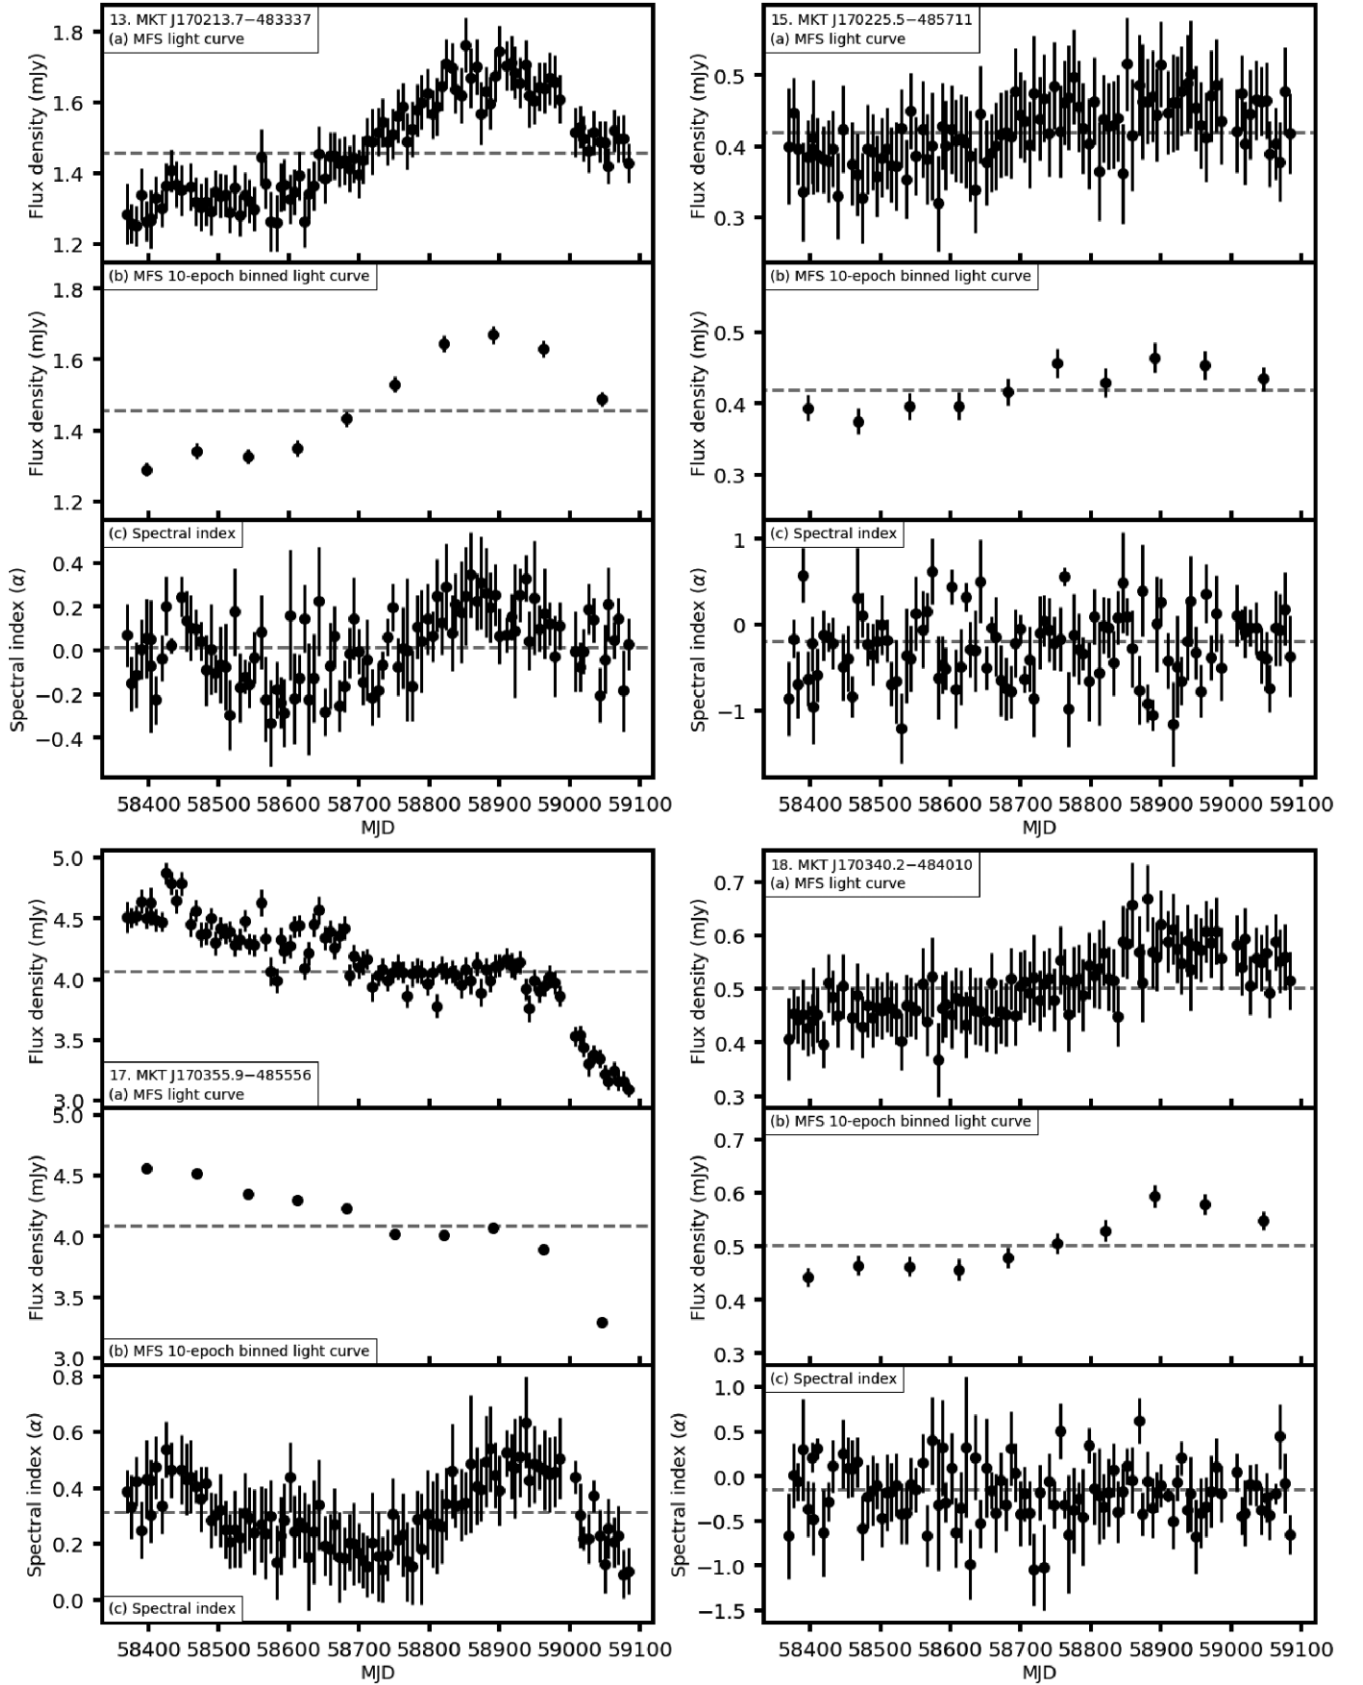 13. MKT J170213.7−483337
(a) MFS light curve
Flux density (mJy)
1.8
1.6
1.4
1.2
(b) MFS 10-epoch binned light curve
Flux density (mJy)
1.8
1.6
1.4
1.2
(c) Spectral index
Spectral index (α)
0.4
0.2
0.0
−0.2
−0.4
58400 58500 58600 58700 58800 58900 59000 59100
MJD
15. MKT J170225.5−485711
(a) MFS light curve
Flux density (mJy)
0.5
0.4
0.3
(b) MFS 10-epoch binned light curve
Flux density (mJy)
0.5
0.4
0.3
(c) Spectral index
Spectral index (α)
1
0
−1
58400 58500 58600 58700 58800 58900 59000 59100
MJD
5.0
4.5
4.0
3.5
3.0
Flux density (mJy)
17. MKT J170355.9−485556
(a) MFS light curve
5.0
4.5
4.0
3.5
3.0
Flux density (mJy)
(b) MFS 10-epoch binned light curve
0.8
0.6
0.4
0.2
0.0
Spectral index (α)
(c) Spectral index
58400 58500 58600 58700 58800 58900 59000 59100
MJD
18. MKT J170340.2−484010
(a) MFS light curve
Flux density (mJy)
0.7
0.6
0.5
0.4
0.3
(b) MFS 10-epoch binned light curve
Flux density (mJy)
0.7
0.6
0.5
0.4
0.3
(c) Spectral index
Spectral index (α)
1.0
0.5
0.0
−0.5
−1.0
−1.5
58400 58500 58600 58700 58800 58900 59000 59100
MJD